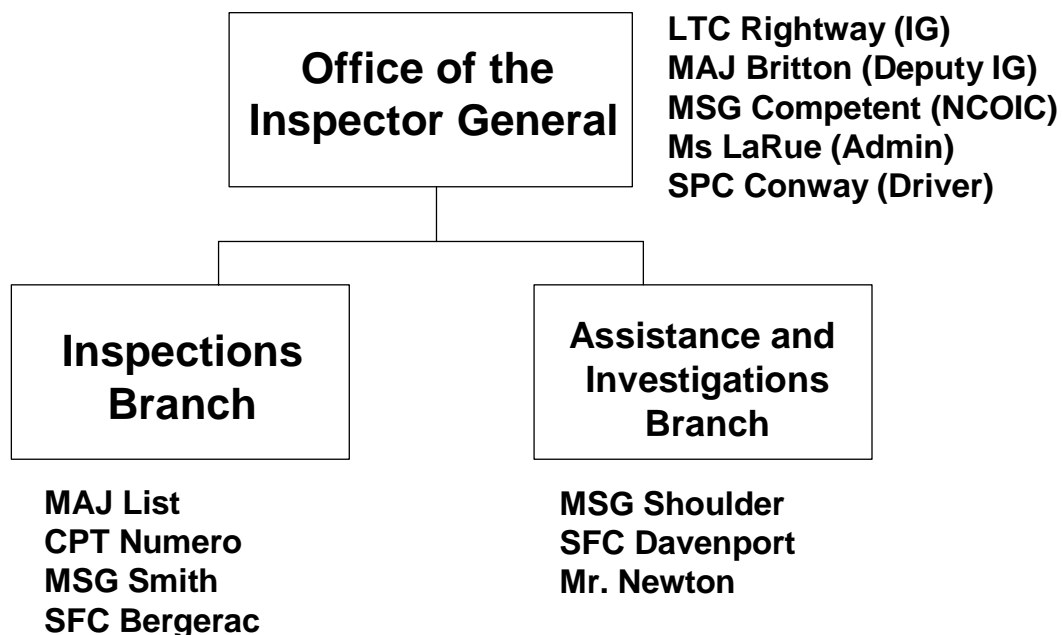 Office of the
Inspector General
LTC Rightway (IG)
MAJ Britton (Deputy IG)
MSG Competent (NCOIC)
Ms LaRue (Admin)
SPC Conway (Driver)
Inspections
Branch
MAJ List
CPT Numero
MSG Smith
SFC Bergerac
Assistance and
Investigations
Branch
MSG Shoulder
SFC Davenport
Mr. Newton